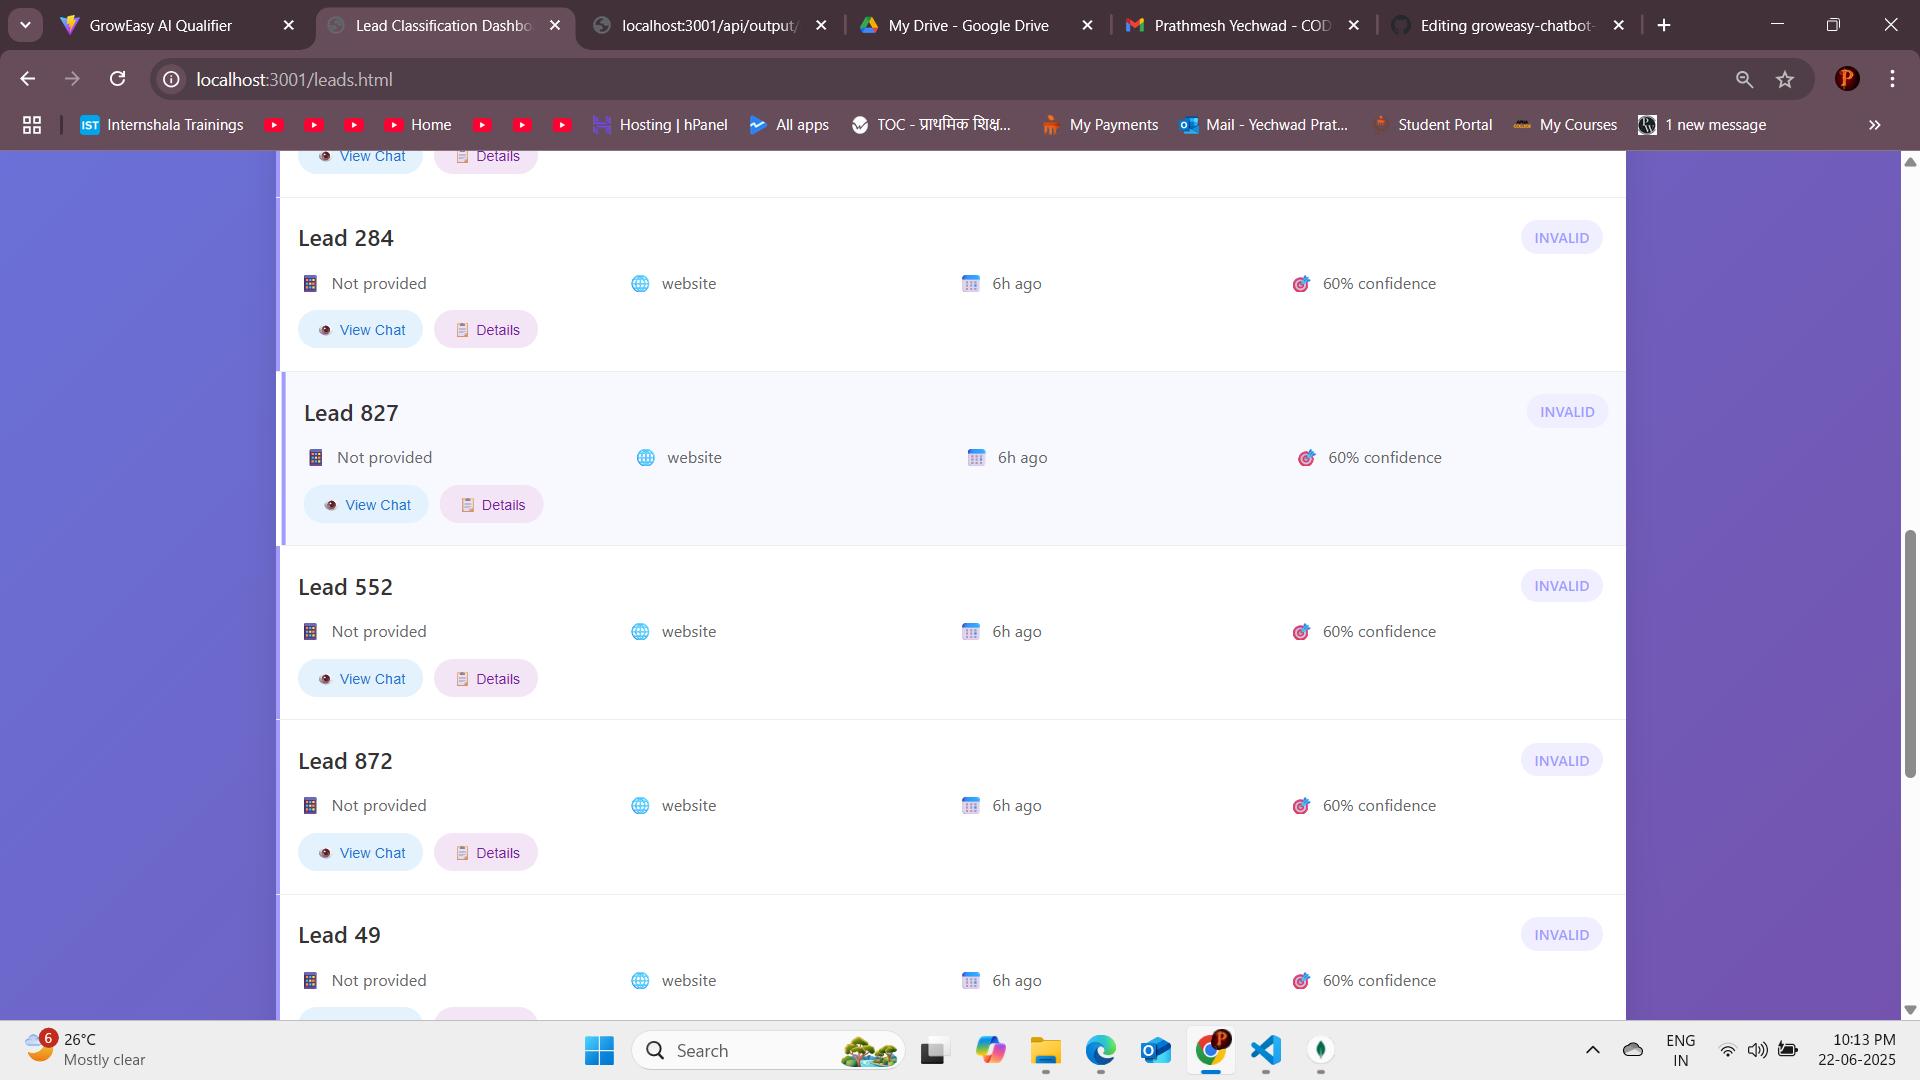 GrowEasy AI Qualifier
Lead Classification Dashbo
localhost:3001/api/output/
My Drive - Google Drive
Prathmesh Yechwad - COD
Editing groweasy-chatbot-
localhost:3001/leads.html
P
IST Internshala Trainings
Home
Hosting | hPanel
All apps
TOC - प्राथमिक शिक्ष...
My Payments
Mail - Yechwad Prat...
Student Portal
My Courses
1 new message
View Chat
Details
Lead 284
INVALID
Not provided
website
6h ago
60% confidence
View Chat
Details
Lead 827
INVALID
Not provided
website
6h ago
60% confidence
View Chat
Details
Lead 552
INVALID
Not provided
website
6h ago
60% confidence
View Chat
Details
Lead 872
INVALID
Not provided
website
6h ago
60% confidence
View Chat
Details
Lead 49
INVALID
Not provided
website
6h ago
60% confidence
6
26°C
Mostly clear
Search
P
ENG
IN
10:13 PM
22-06-2025